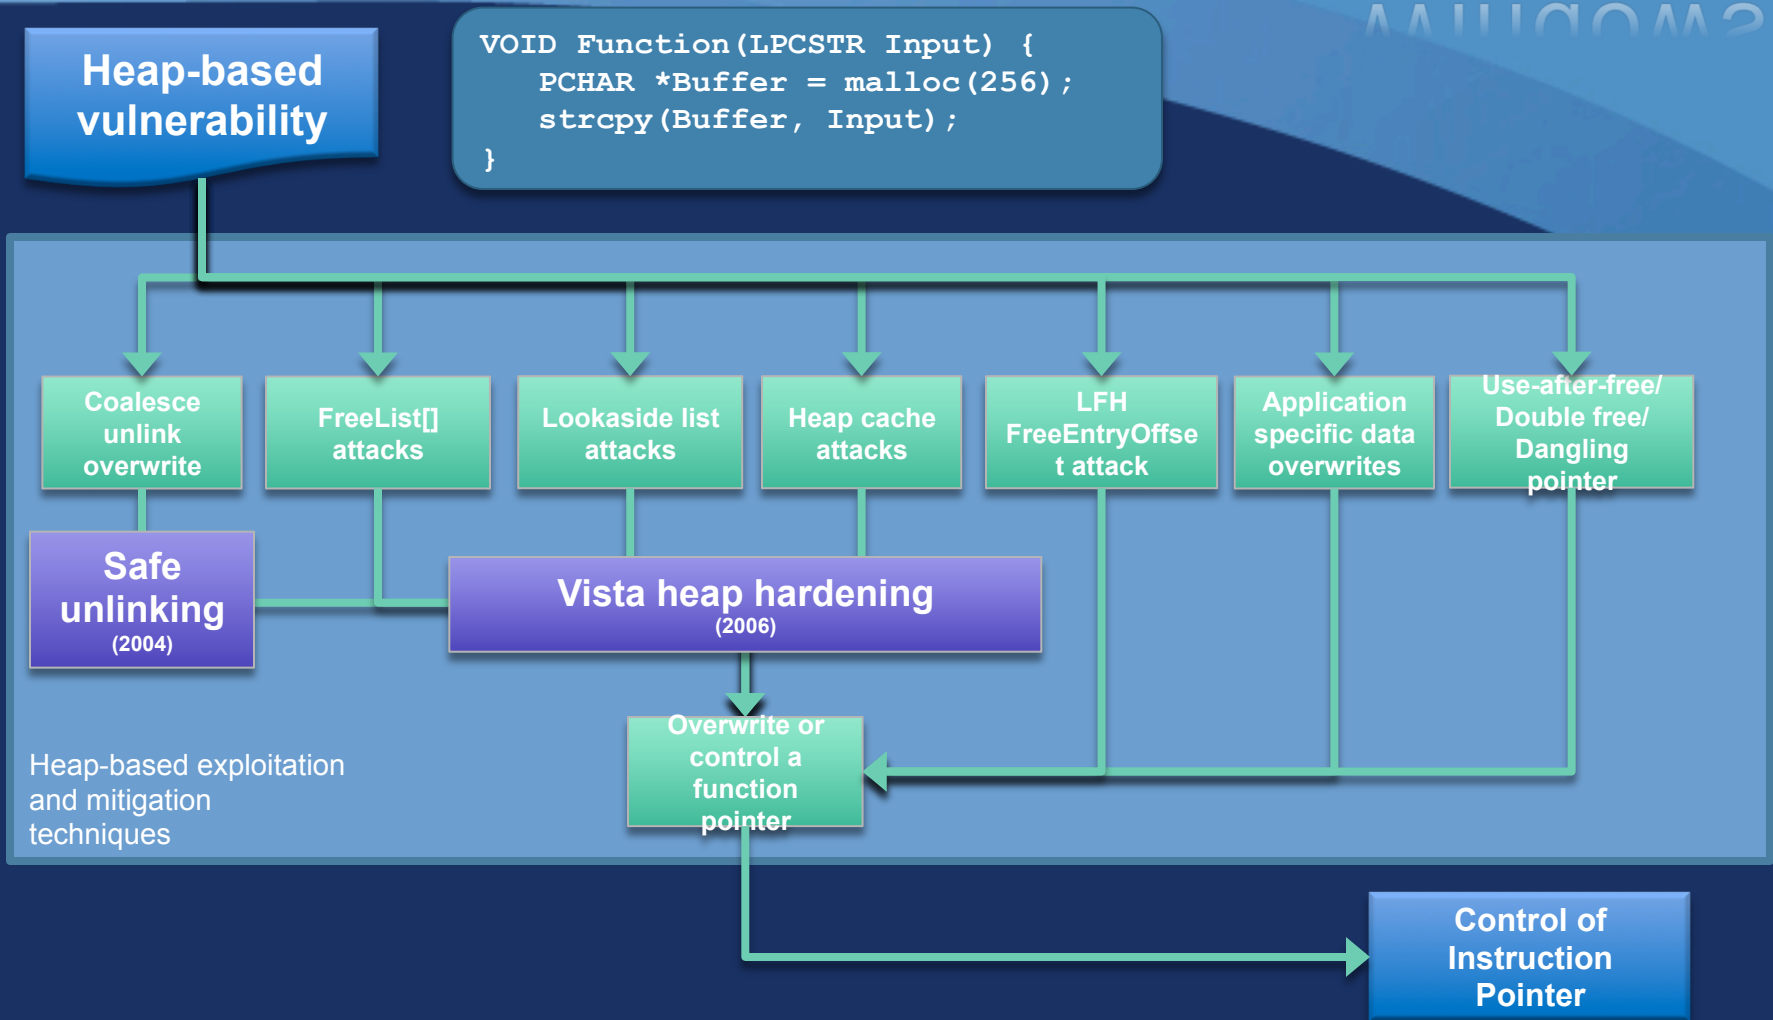 VOID Function(LPCSTR Input) {
PCHAR *Buffer = malloc(256);
strcpy(Buffer, Input);
}
Heap-based
vulnerability
Coalesce
unlink
overwrite
FreeList[]
attacks
Lookaside list
attacks
Heap cache
attacks
LFH
FreeEntryOffse
t attack
Application
specific data
overwrites
Use-after-free/
Double free/
Dangling
pointer
Safe
unlinking
(2004)
Vista heap hardening
(2006)
Overwrite or
control a
function
pointer
Heap-based exploitation
and mitigation
techniques
Control of
Instruction
Pointer